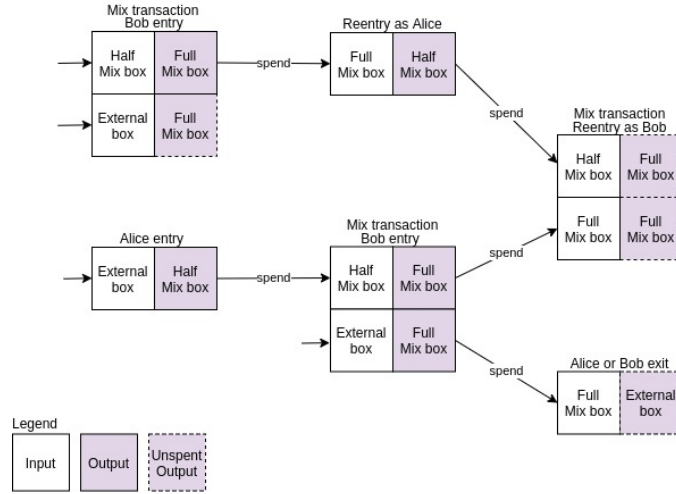 Mix transaction
Bob entry
Half
Mix box
Full
Mix box
External
box
Full
Mix box
spend
Reentry as Alice
Full
Mix box
Half
Mix box
spend
Mix transaction
Reentry as Bob
Half
Mix box
Full
Mix box
Full
Mix box
Full
Mix box
Alice entry
External
box
Half
Mix box
spend
Mix transaction
Bob entry
Half
Mix box
Full
Mix box
External
box
Full
Mix box
spend
spend
Alice or Bob exit
Full
Mix box
External
box
Legend
Input
Output
Unspent
Output